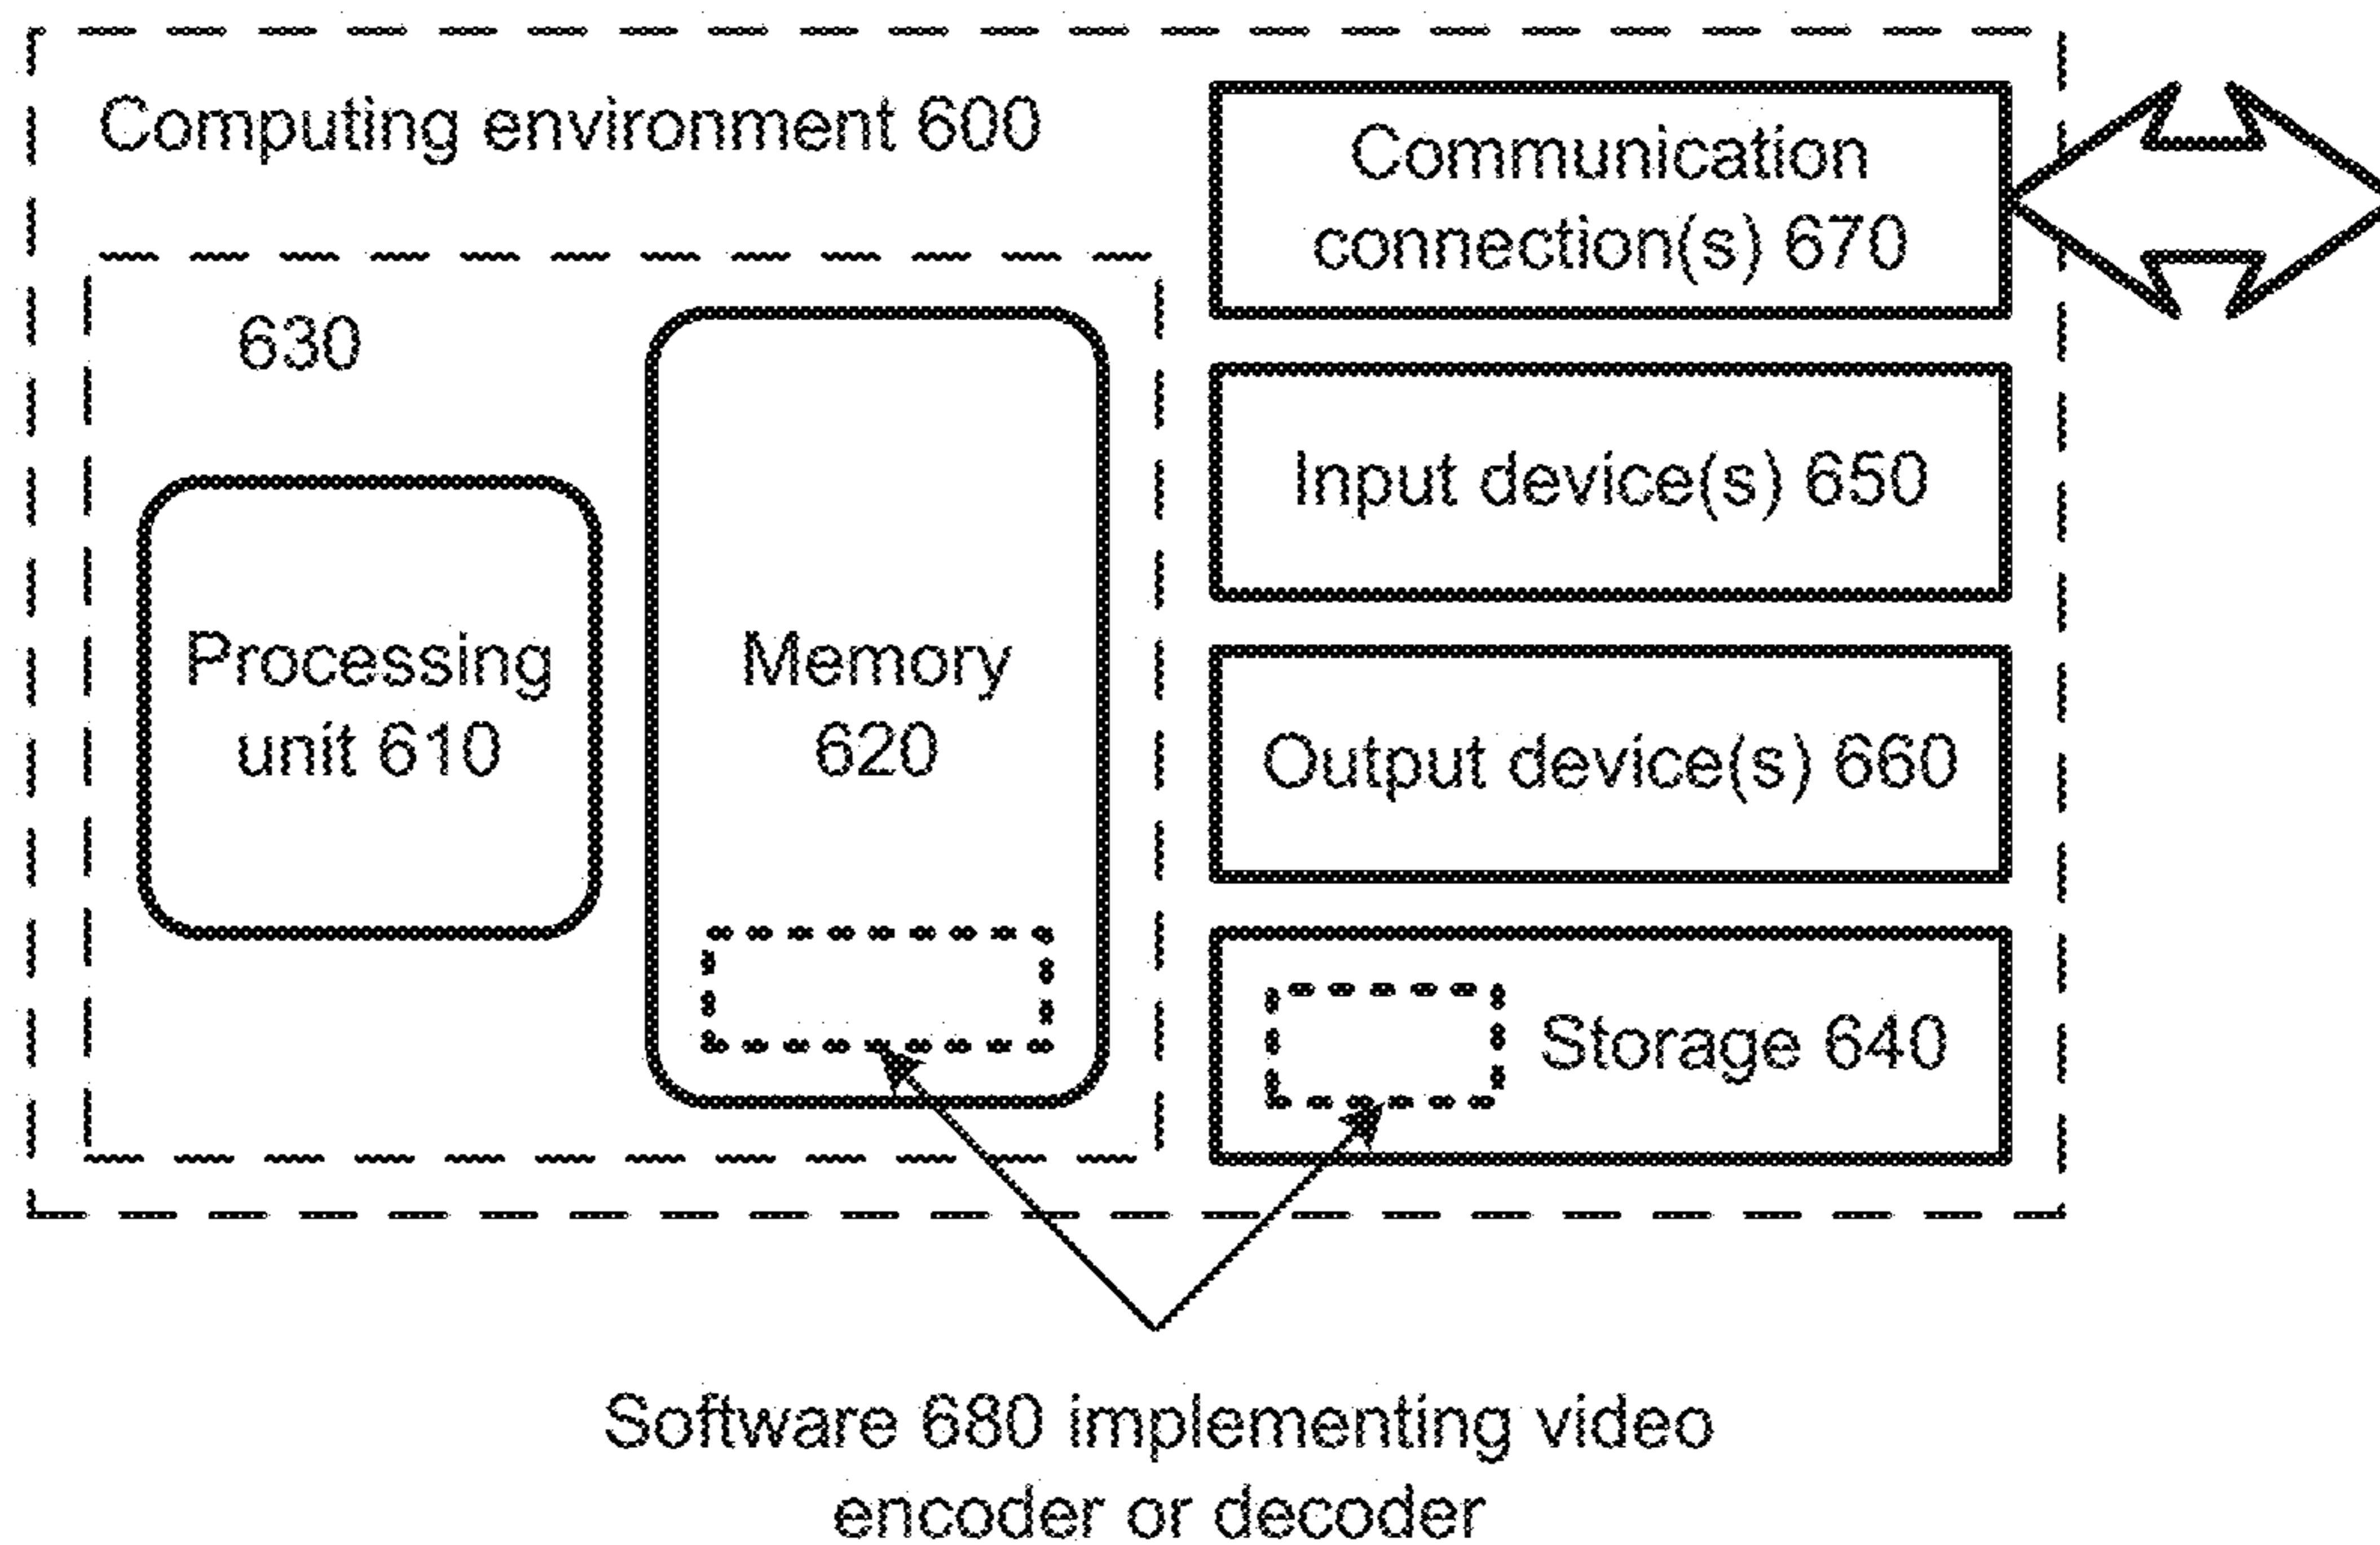 Computing environment 600
630
Processing
unit 610
Memory
620
Communication
connection(s) 670
Input device(s) 650
Output device(s) 660
Storage 640
Software 680 implementing video
encoder or decoder